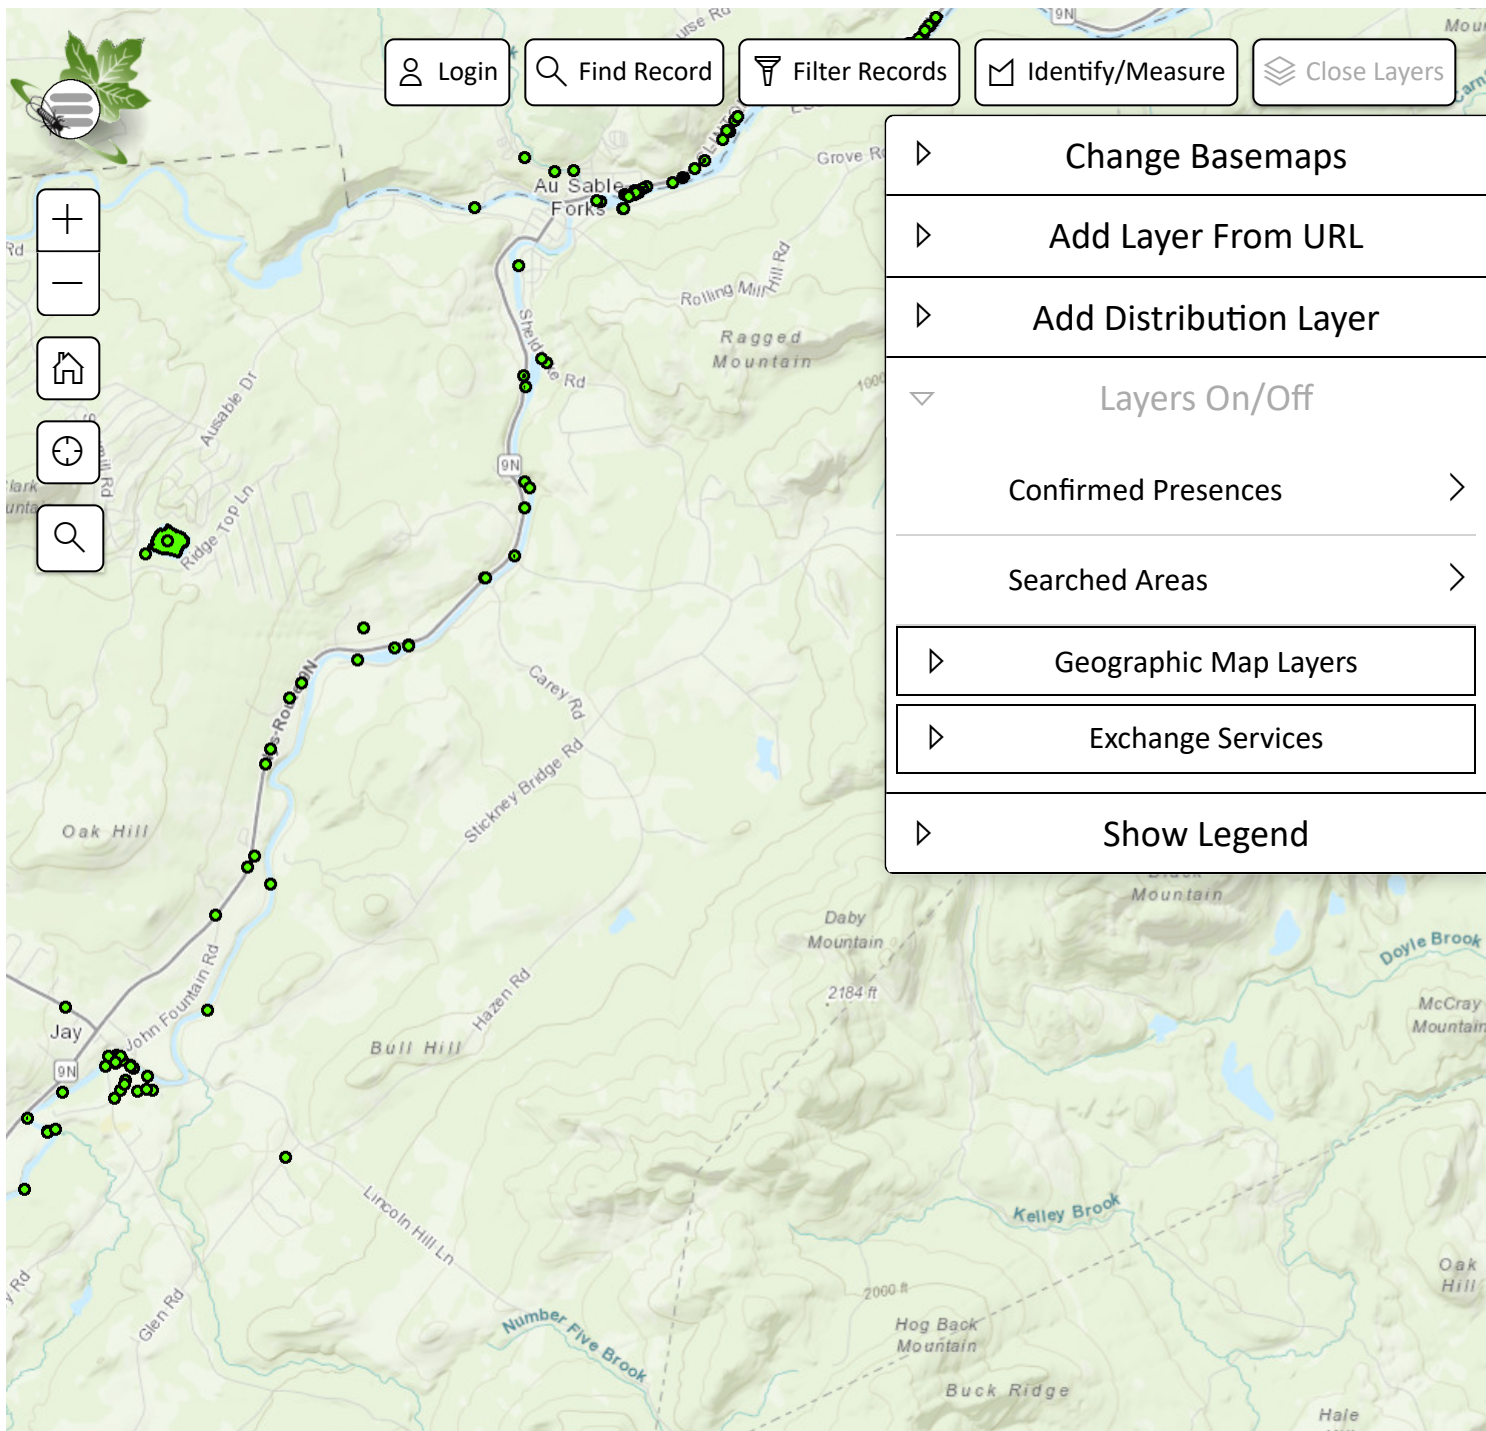 9N
Login
Find Record
Filter Records
Identify/Measure
Close Layers
Change Basemaps
Add Layer From URL
Add Distribution Layer
Layers On/Off
Confirmed Presences
Searched Areas
Geographic Map Layers
Exchange Services
Show Legend
Grove Rd
Au Sable
Forks
Rd
Rolling Mill Hill Rd
Ragged
Mountain
1000
Ausable Dr
9N
Ridge Top Ln
Carey Rd
Stickney Bridge Rd
Oak Hill
Mountain
Daby
Mountain
2184 ft
Doyle Brook
McCray
Mountain
John Fountain Rd
Hazen Rd
Jay
Bull Hill
9N
Lincoln Hill Ln
Kelley Brook
Oak
Hill
Glen Rd
2000 ft
Number Five Brook
Hog Back
Mountain
Buck Ridge
Hale